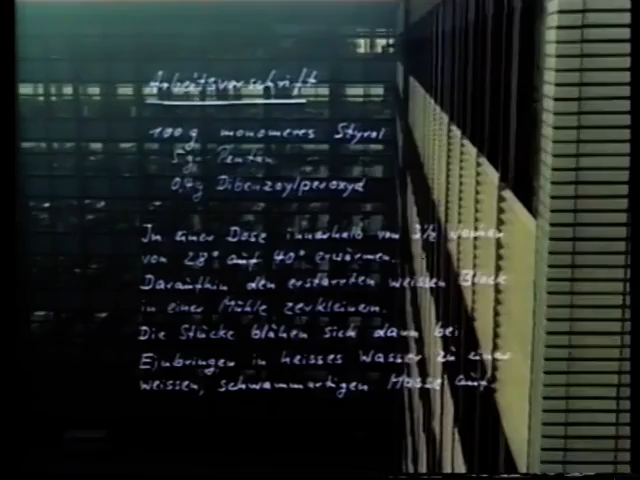 Arbeitsvorschrift
100 g monomeres Styrol
5 g Pentan
0,4g Dibenzoylperoxyd
In einer Dose innerhalb von 3½ Wochen
von 28° auf 40° erwärmen.
Daraufhin den erstarrten weissen Block
in einer Mühle zerkleinern.
Die Stücke blähen sich dann bei
Einbringen in heisses Wasser zu einer
weissen, schwammartigen Masse auf.